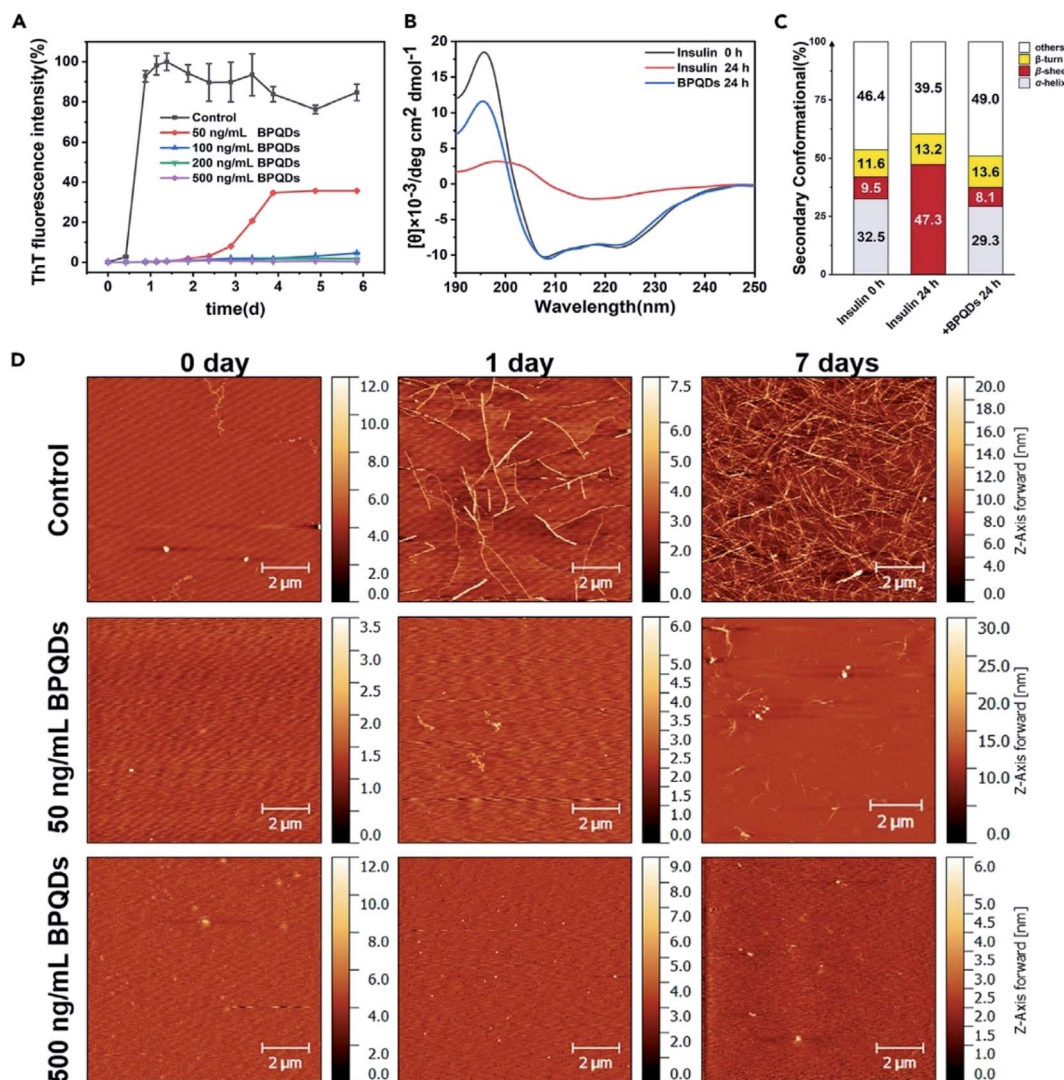 A
ThT fluorescence intensity(%)
120
100
80
60
40
20
0
Control
50 ng/mL BPQDs
100 ng/mL BPQDs
200 ng/mL BPQDs
500 ng/mL BPQDs
0 1 2 3 4 5 6
time(d)
B
[θ]×10-3/deg cm2 dmol-1
20
15
10
5
0
-5
-10
Insulin 0 h
Insulin 24 h
BPQDs 24 h
190 200 210 220 230 240 250
Wavelength(nm)
C
Secondary Conformational(%)
100
75
50
25
0
46.4
11.6
9.5
32.5
39.5
13.2
47.3
49.0
13.6
8.1
29.3
others
β-turn
β-shee
α-helix
Insulin 0 h
Insulin 24 h
+BPQDs 24 h
D
0 day 1 day 7 days
Control
2 µm
12.0
10.0
8.0
6.0
4.0
2.0
0.0
2 µm
7.5
6.0
5.0
4.0
3.0
2.0
0.0
2 µm
20.0
18.0
16.0
14.0
12.0
10.0
8.0
6.0
4.0
0.0
Z-Axis forward [nm]
50 ng/mL BPQDs
2 µm
3.5
3.0
2.5
2.0
1.5
1.0
0.0
2 µm
6.0
5.0
4.5
4.0
3.5
3.0
2.5
2.0
1.5
1.0
0.0
2 µm
30.0
25.0
20.0
15.0
10.0
0.0
Z-Axis forward [nm]
500 ng/mL BPQDs
2 µm
12.0
10.0
8.0
6.0
4.0
2.0
0.0
2 µm
9.0
8.0
7.0
6.0
5.0
4.0
3.0
2.0
0.0
2 µm
6.0
5.0
4.5
4.0
3.5
3.0
2.5
2.0
1.5
1.0
0.0
Z-Axis forward [nm]